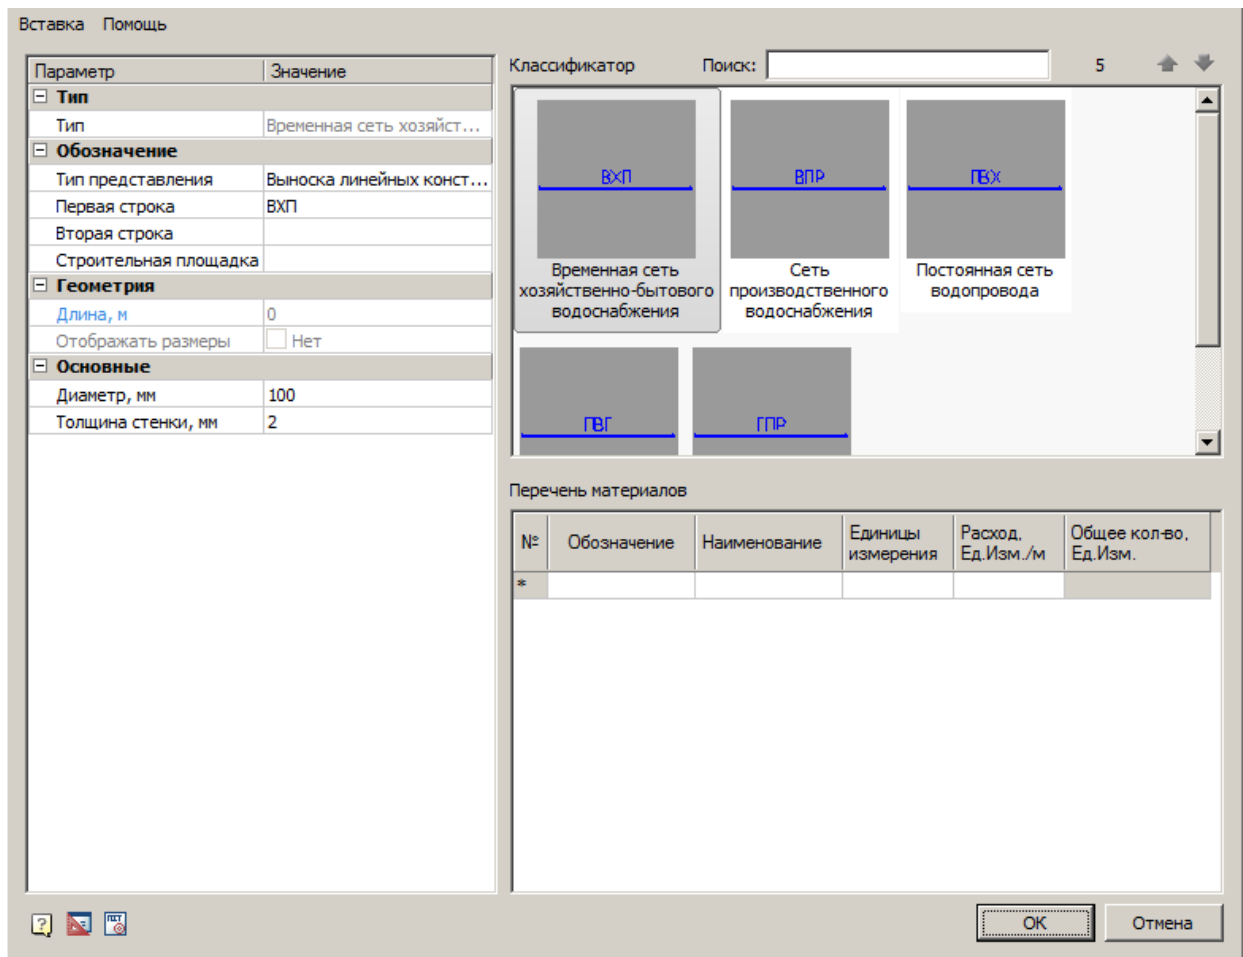 Вставка Помощь
Параметр Значение
Тип
Тип Временная сеть хозяйст...
Обозначение
Тип представления Выноска линейных конст...
Первая строка ВХП
Вторая строка
Строительная площадка
Геометрия
Длина, м 0
Отображать размеры Нет
Основные
Диаметр, мм 100
Толщина стенки, мм 2
Классификатор Поиск: 5
ВХП ВПР ПВХ
Временная сеть
хозяйственно-бытового
водоснабжения
Сеть
производственного
водоснабжения
Постоянная сеть
водопровода
ПВГ ГПР
Перечень материалов
№ Обозначение Наименование Единицы измерения Расход, Ед.Изм./м Общее кол-во, Ед.Изм.
*
ОК Отмена